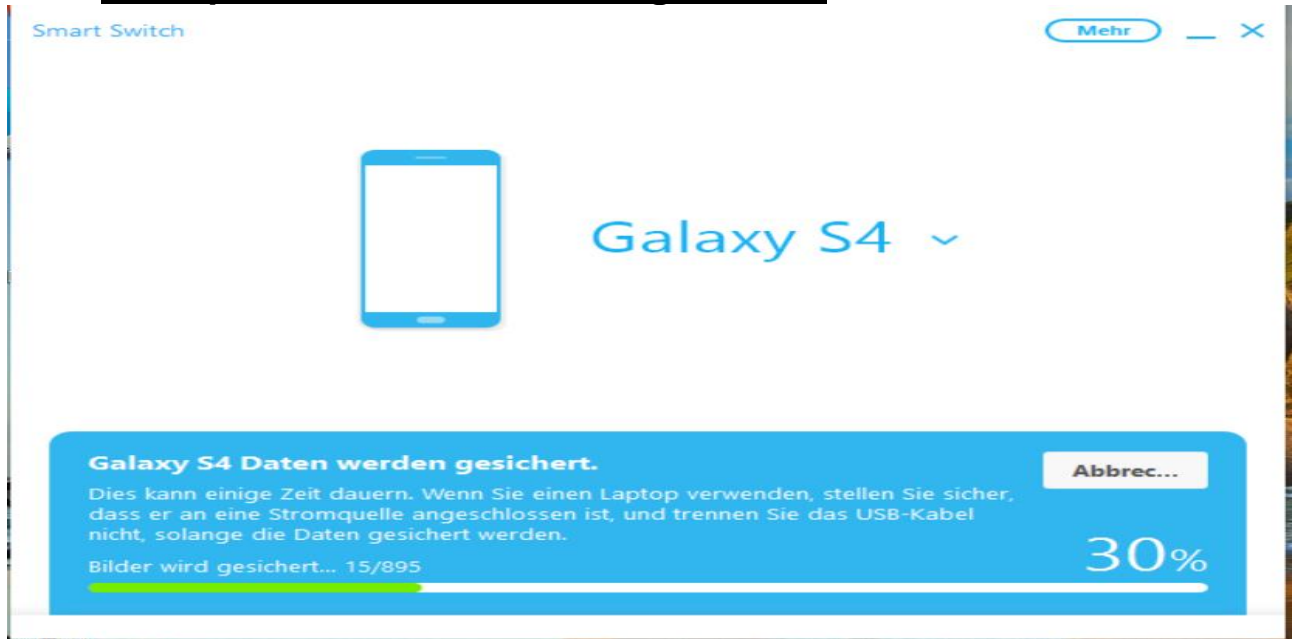 Smart Switch
Mehr
Galaxy S4
Galaxy S4 Daten werden gesichert.
Abbrec...
Dies kann einige Zeit dauern. Wenn Sie einen Laptop verwenden, stellen Sie sicher,
dass er an eine Stromquelle angeschlossen ist, und trennen Sie das USB-Kabel
nicht, solange die Daten gesichert werden.
Bilder wird gesichert... 15/895
30%